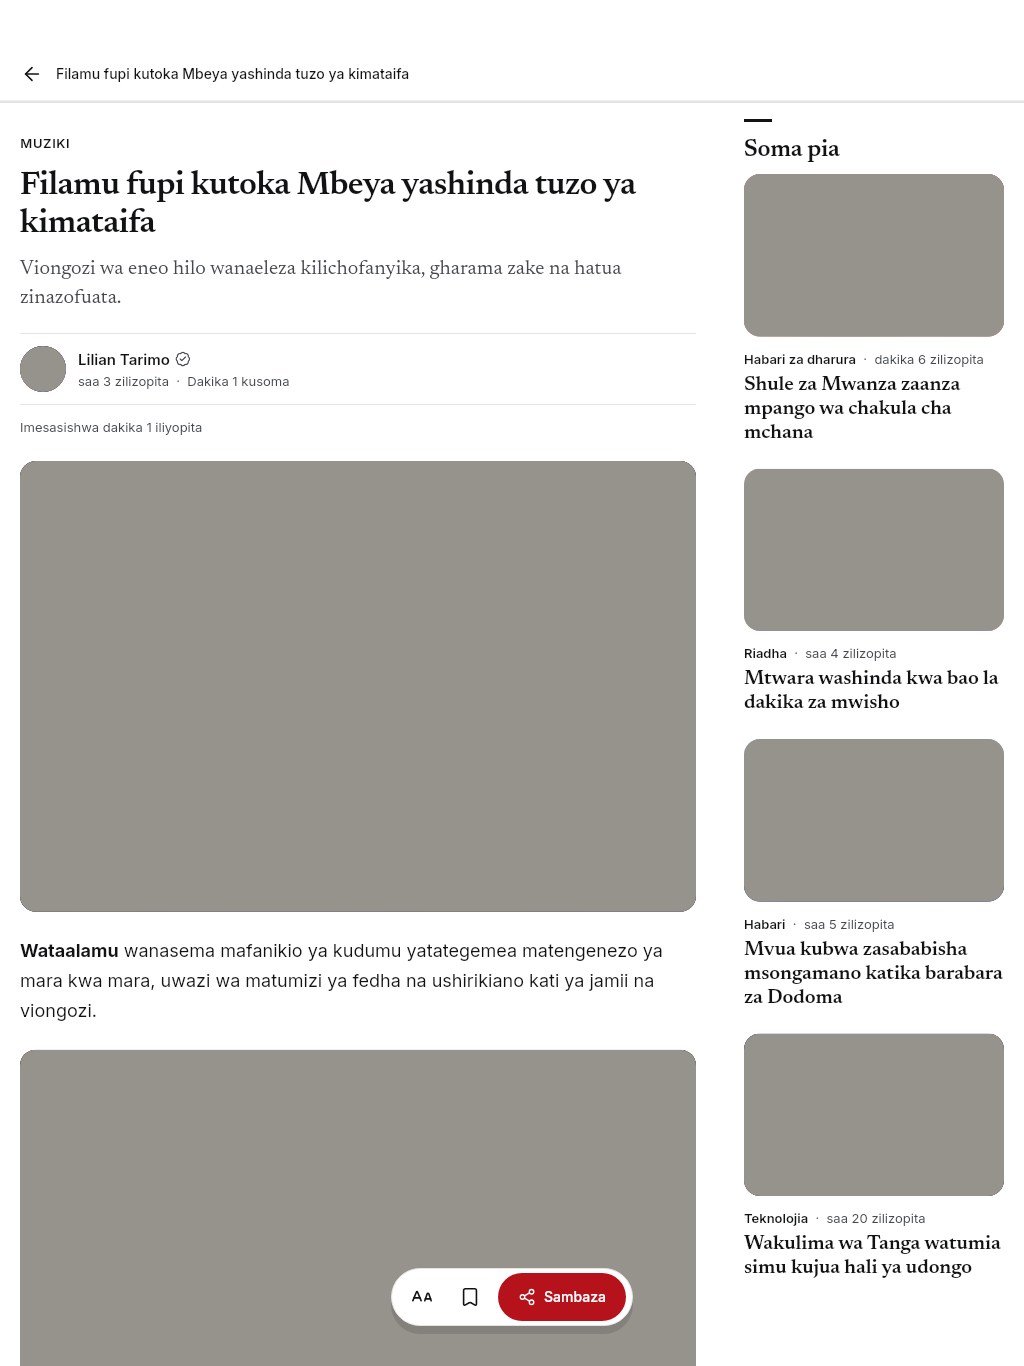 Filamu fupi kutoka Mbeya yashinda tuzo ya kimataifa
MUZIKI
Filamu fupi kutoka Mbeya yashinda tuzo ya
kimataifa
Viongozi wa eneo hilo wanaeleza kilichofanyika, gharama zake na hatua
zinazofuata.
Lilian Tarimo
saa 3 zilizopita · Dakika 1 kusoma
Imesasishwa dakika 1 iliyopita
Wataalamu wanasema mafanikio ya kudumu yatategemea matengenezo ya
mara kwa mara, uwazi wa matumizi ya fedha na ushirikiano kati ya jamii na
viongozi.
AA
Sambaza
Soma pia
Habari za dharura · dakika 6 zilizopita
Shule za Mwanza zaanza
mpango wa chakula cha
mchana
Riadha · saa 4 zilizopita
Mtwara washinda kwa bao la
dakika za mwisho
Habari · saa 5 zilizopita
Mvua kubwa zasababisha
msongamano katika barabara
za Dodoma
Teknolojia · saa 20 zilizopita
Wakulima wa Tanga watumia
simu kujua hali ya udongo